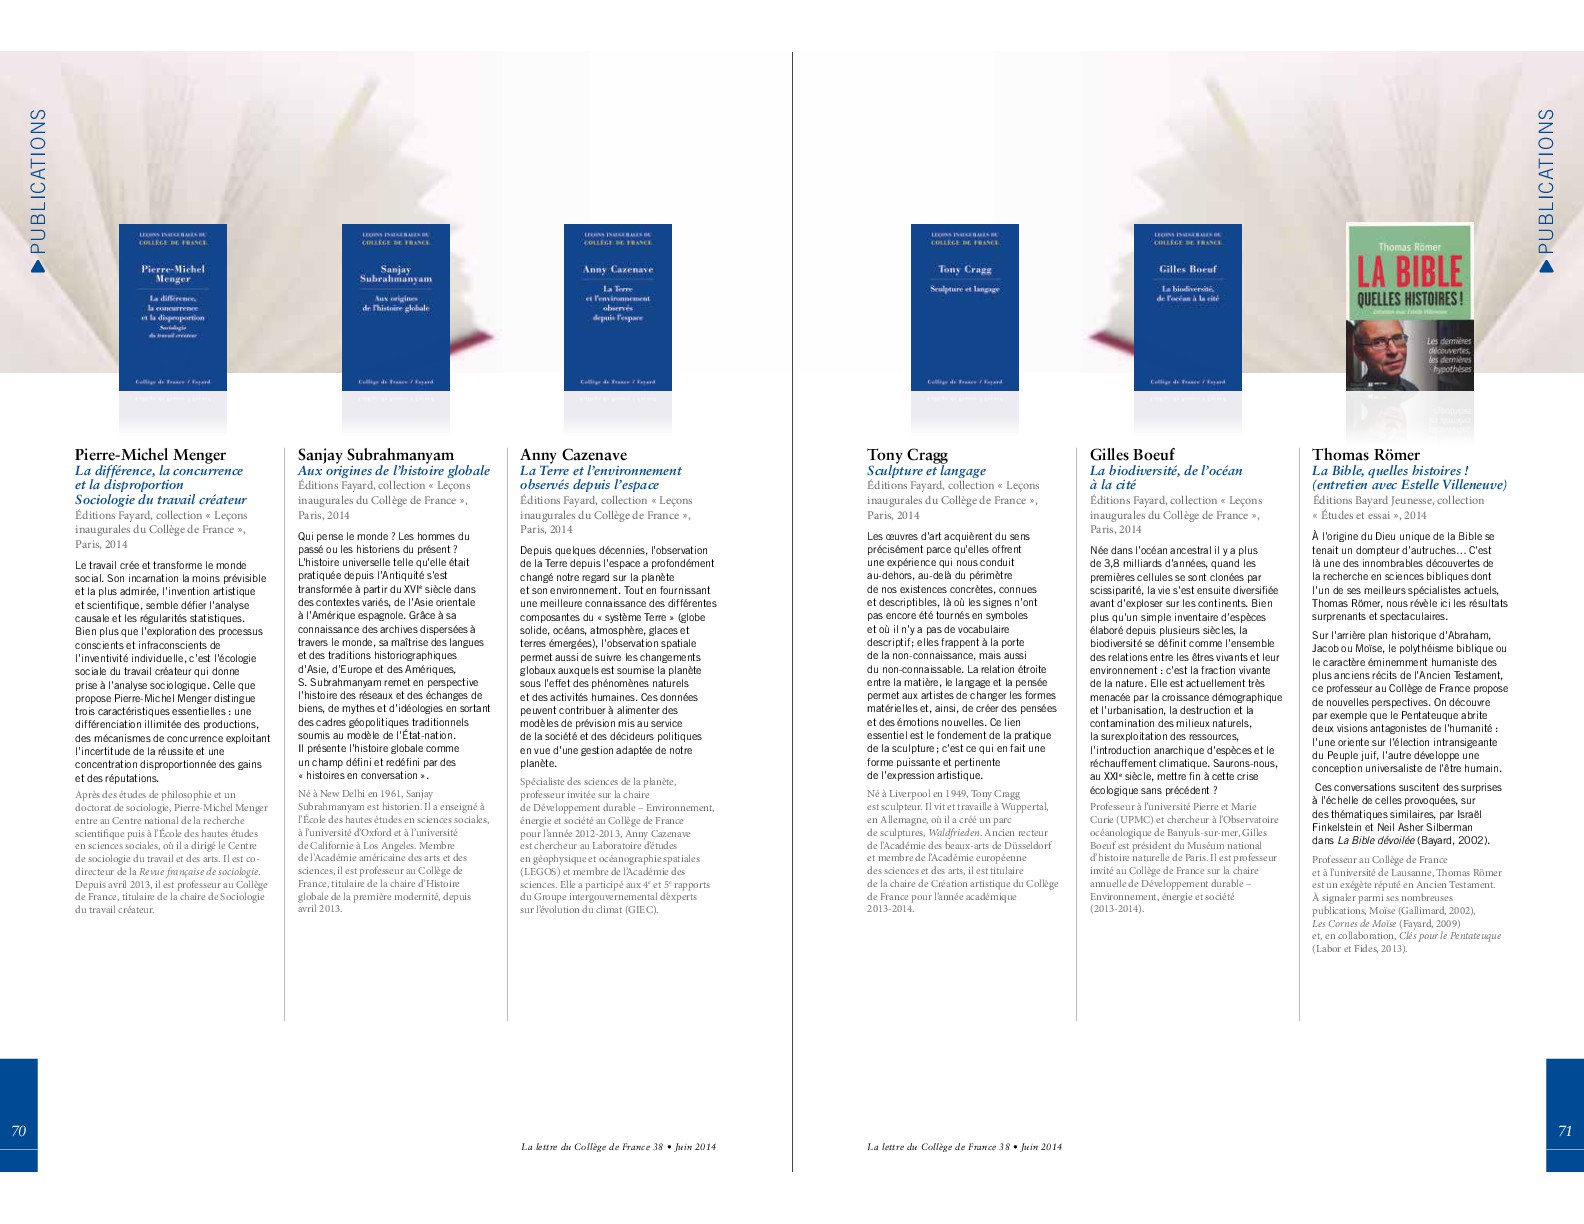 PUBLICATIONS
LEÇONS INAUGURALES DU
COLLÈGE DE FRANCE
Pierre-Michel
Menger
La différence,
la concurrence
et la disproportion
Sociologie
du travail créateur
Collège de France / Fayard
LEÇONS INAUGURALES DU
COLLÈGE DE FRANCE
Sanjay
Subrahmanyam
Aux origines
de l'histoire globale
Collège de France / Fayard
LEÇONS INAUGURALES DU
COLLÈGE DE FRANCE
Anny Cazenave
La Terre
et l'environnement
observés
depuis l'espace
Collège de France / Fayard
Pierre-Michel Menger
La différence, la concurrence
et la disproportion
Sociologie du travail créateur
Éditions Fayard, collection « Leçons
inaugurales du Collège de France »,
Paris, 2014
Le travail crée et transforme le monde
social. Son incarnation la moins prévisible
et la plus admirée, l'invention artistique
et scientifique, semble défier l'analyse
causale et les régularités statistiques.
Bien plus que l'exploration des processus
conscients et infraconscients de
l'inventivité individuelle, c'est l'écologie
sociale du travail créateur qui donne
prise à l'analyse sociologique. Celle que
propose Pierre-Michel Menger distingue
trois caractéristiques essentielles : une
différenciation illimitée des productions,
des mécanismes de concurrence exploitant
l'incertitude de la réussite et une
concentration disproportionnée des gains
et des réputations.
Après des études de philosophie et un
doctorat de sociologie, Pierre-Michel Menger
entre au Centre national de la recherche
scientifique puis à l'École des hautes études
en sciences sociales, où il a dirigé le Centre
de sociologie du travail et des arts. Il est co-
directeur de la Revue française de sociologie.
Depuis avril 2013, il est professeur au Collège
de France, titulaire de la chaire de Sociologie
du travail créateur.
Sanjay Subrahmanyam
Aux origines de l'histoire globale
Éditions Fayard, collection « Leçons
inaugurales du Collège de France »,
Paris, 2014
Qui pense le monde ? Les hommes du
passé ou les historiens du présent ?
L'histoire universelle telle qu'elle était
pratiquée depuis l'Antiquité s'est
transformée à partir du XVIe siècle dans
des contextes variés, de l'Asie orientale
à l'Amérique espagnole. Grâce à sa
connaissance des archives dispersées à
travers le monde, sa maîtrise des langues
et des traditions historiographiques
d'Asie, d'Europe et des Amériques,
S. Subrahmanyam remet en perspective
l'histoire des réseaux et des échanges de
biens, de mythes et d'idéologies en sortant
des cadres géopolitiques traditionnels
soumis au modèle de l'État-nation.
Il présente l'histoire globale comme
un champ défini et redéfini par des
« histoires en conversation ».
Né à New Delhi en 1961, Sanjay
Subrahmanyam est historien. Il a enseigné à
l'École des hautes études en sciences sociales,
à l'université d'Oxford et à l'université
de Californie à Los Angeles. Membre
de l'Académie américaine des arts et des
sciences, il est professeur au Collège de
France, titulaire de la chaire d'Histoire
globale de la première modernité, depuis
avril 2013.
Anny Cazenave
La Terre et l'environnement
observés depuis l'espace
Éditions Fayard, collection « Leçons
inaugurales du Collège de France »,
Paris, 2014
Depuis quelques décennies, l'observation
de la Terre depuis l'espace a profondément
changé notre regard sur la planète
et son environnement. Tout en fournissant
une meilleure connaissance des différentes
composantes du « système Terre » (globe
solide, océans, atmosphère, glaces et
terres émergées), l'observation spatiale
permet aussi de suivre les changements
globaux auxquels est soumise la planète
sous l'effet des phénomènes naturels
et des activités humaines. Ces données
peuvent contribuer à alimenter des
modèles de prévision mis au service
de la société et des décideurs politiques
en vue d'une gestion adaptée de notre
planète.
Spécialiste des sciences de la planète,
professeur invitée sur la chaire
de Développement durable – Environnement,
énergie et société au Collège de France
pour l'année 2012-2013, Anny Cazenave
est chercheur au Laboratoire d'études
en géophysique et océanographie spatiales
(LEGOS) et membre de l'Académie des
sciences. Elle a participé aux 4e et 5e rapports
du Groupe intergouvernemental d'experts
sur l'évolution du climat (GIEC).
70
La lettre du Collège de France 38 • Juin 2014
PUBLICATIONS
LEÇONS INAUGURALES DU
COLLÈGE DE FRANCE
Tony Cragg
Sculpture et langage
Collège de France / Fayard
LEÇONS INAUGURALES DU
COLLÈGE DE FRANCE
Gilles Boeuf
La biodiversité,
de l'océan à la cité
Collège de France / Fayard
Thomas Römer
LA BIBLE
QUELLES HISTOIRES !
Entretien avec Estelle Villeneuve
Les dernières
découvertes,
les dernières
hypothèses
Tony Cragg
Sculpture et langage
Éditions Fayard, collection « Leçons
inaugurales du Collège de France »,
Paris, 2014
Les œuvres d'art acquièrent du sens
précisément parce qu'elles offrent
une expérience qui nous conduit
au-dehors, au-delà du périmètre
de nos existences concrètes, connues
et descriptibles, là où les signes n'ont
pas encore été tournés en symboles
et où il n'y a pas de vocabulaire
descriptif ; elles frappent à la porte
de la non-connaissance, mais aussi
du non-connaissable. La relation étroite
entre la matière, le langage et la pensée
permet aux artistes de changer les formes
matérielles et, ainsi, de créer des pensées
et des émotions nouvelles. Ce lien
essentiel est le fondement de la pratique
de la sculpture ; c'est ce qui en fait une
forme puissante et pertinente
de l'expression artistique.
Né à Liverpool en 1949, Tony Cragg
est sculpteur. Il vit et travaille à Wuppertal,
en Allemagne, où il a créé un parc
de sculptures, Waldfrieden. Ancien recteur
de l'Académie des beaux-arts de Düsseldorf
et membre de l'Académie européenne
des sciences et des arts, il est titulaire
de la chaire de Création artistique du Collège
de France pour l'année académique
2013-2014.
Gilles Boeuf
La biodiversité, de l'océan
à la cité
Éditions Fayard, collection « Leçons
inaugurales du Collège de France »,
Paris, 2014
Née dans l'océan ancestral il y a plus
de 3,8 milliards d'années, quand les
premières cellules se sont clonées par
scissiparité, la vie s'est ensuite diversifiée
avant d'exploser sur les continents. Bien
plus qu'un simple inventaire d'espèces
élaboré depuis plusieurs siècles, la
biodiversité se définit comme l'ensemble
des relations entre les êtres vivants et leur
environnement : c'est la fraction vivante
de la nature. Elle est actuellement très
menacée par la croissance démographique
et l'urbanisation, la destruction et la
contamination des milieux naturels,
la surexploitation des ressources,
l'introduction anarchique d'espèces et le
réchauffement climatique. Saurons-nous,
au XXIe siècle, mettre fin à cette crise
écologique sans précédent ?
Professeur à l'université Pierre et Marie
Curie (UPMC) et chercheur à l'Observatoire
océanologique de Banyuls-sur-mer, Gilles
Boeuf est président du Muséum national
d'histoire naturelle de Paris. Il est professeur
invité au Collège de France sur la chaire
annuelle de Développement durable –
Environnement, énergie et société
(2013-2014).
Thomas Römer
La Bible, quelles histoires !
(entretien avec Estelle Villeneuve)
Éditions Bayard Jeunesse, collection
« Études et essai », 2014
À l'origine du Dieu unique de la Bible se
tenait un dompteur d'autruches… C'est
là une des innombrables découvertes de
la recherche en sciences bibliques dont
l'un de ses meilleurs spécialistes actuels,
Thomas Römer, nous révèle ici les résultats
surprenants et spectaculaires.
Sur l'arrière plan historique d'Abraham,
Jacob ou Moïse, le polythéisme biblique ou
le caractère éminemment humaniste des
plus anciens récits de l'Ancien Testament,
ce professeur au Collège de France propose
de nouvelles perspectives. On découvre
par exemple que le Pentateuque abrite
deux visions antagonistes de l'humanité :
l'une oriente sur l'élection intransigeante
du Peuple juif, l'autre développe une
conception universaliste de l'être humain.
Ces conversations suscitent des surprises
à l'échelle de celles provoquées, sur
des thématiques similaires, par Israël
Finkelstein et Neil Asher Silberman
dans La Bible dévoilée (Bayard, 2002).
Professeur au Collège de France
et à l'université de Lausanne, Thomas Römer
est un exégète réputé en Ancien Testament.
À signaler parmi ses nombreuses
publications, Moïse (Gallimard, 2002),
Les Cornes de Moïse (Fayard, 2009)
et, en collaboration, Clés pour le Pentateuque
(Labor et Fides, 2013).
La lettre du Collège de France 38 • Juin 2014
71